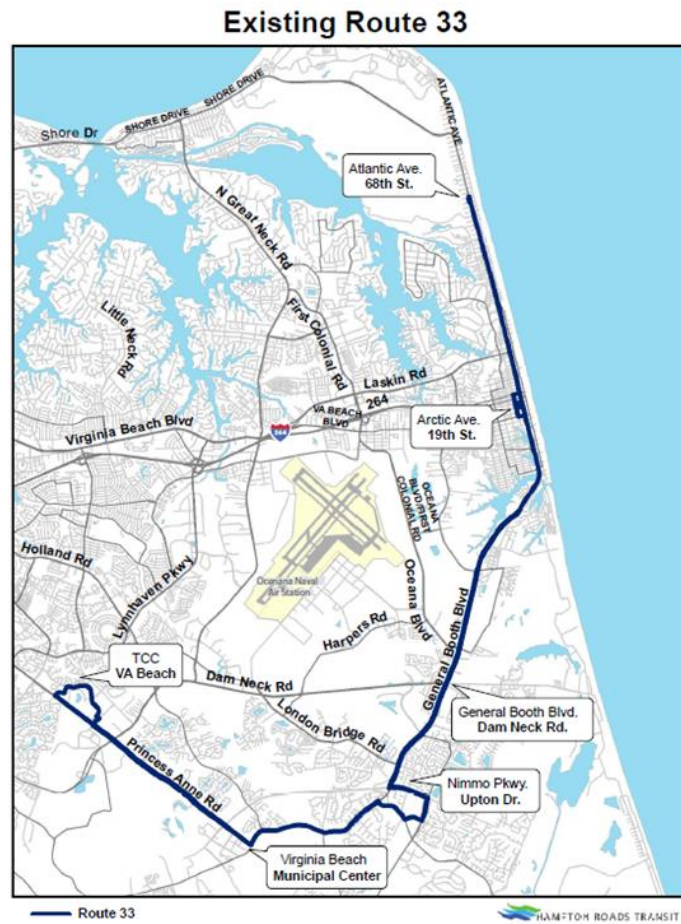 Existing Route 33
ATLANTIC AVE
SHORE DRIVE
SHORE DRIVE
Shore Dr
Atlantic Ave.
68th St.
N Great Neck Rd
Little Neck Rd
First Colonial Rd
Laskin Rd
264
VA BEACH
BLVD
Virginia Beach Blvd
264
Arctic Ave.
19th St.
OCEANA
BLVD/FIRST
COLONIAL RD
Holland Rd
Lynnhaven Pkwy
Oceana Naval
Air Station
Oceana Blvd
General Booth Blvd
Harpers Rd
TCC
VA Beach
Dam Neck Rd
London Bridge Rd
General Booth Blvd.
Dam Neck Rd.
Princess Anne Rd
Nimmo Pkwy.
Upton Dr.
Virginia Beach
Municipal Center
Route 33
HAMPTON ROADS TRANSIT